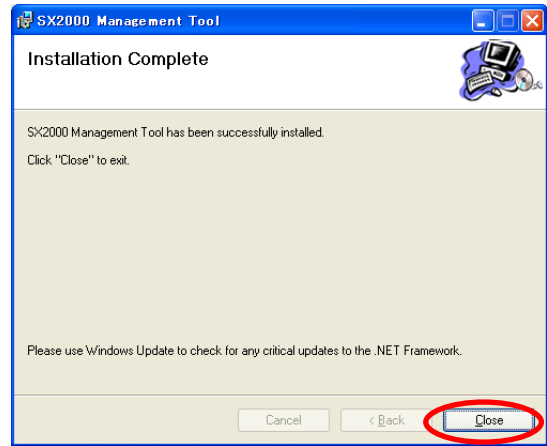 SX2000 Management Tool
Installation Complete
SX2000 Management Tool has been successfully installed.
Click "Close" to exit.
Please use Windows Update to check for any critical updates to the .NET Framework.
Cancel < Back Close